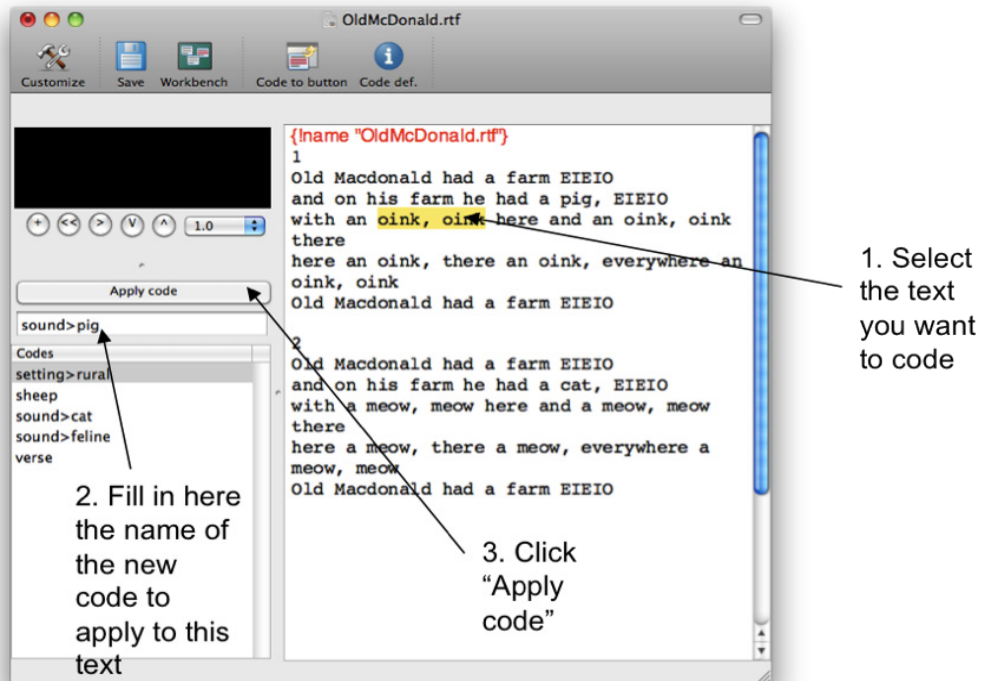 OldMcDonald.rtf
Customize Save Workbench Code to button Code def.
1.0
Apply code
sound>pig
Codes
setting>rural
sheep
sound>cat
sound>feline
verse
{!name "OldMcDonald.rtf"}
1
Old Macdonald had a farm EIEIO
and on his farm he had a pig, EIEIO
with an oink, oink here and an oink, oink
there
here an oink, there an oink, everywhere an
oink, oink
Old Macdonald had a farm EIEIO
2
Old Macdonald had a farm EIEIO
and on his farm he had a cat, EIEIO
with a meow, meow here and a meow, meow
there
here a meow, there a meow, everywhere a
meow, meow
Old Macdonald had a farm EIEIO
1. Select
the text
you want
to code
2. Fill in here
the name of
the new
code to
apply to this
text
3. Click
“Apply
code”